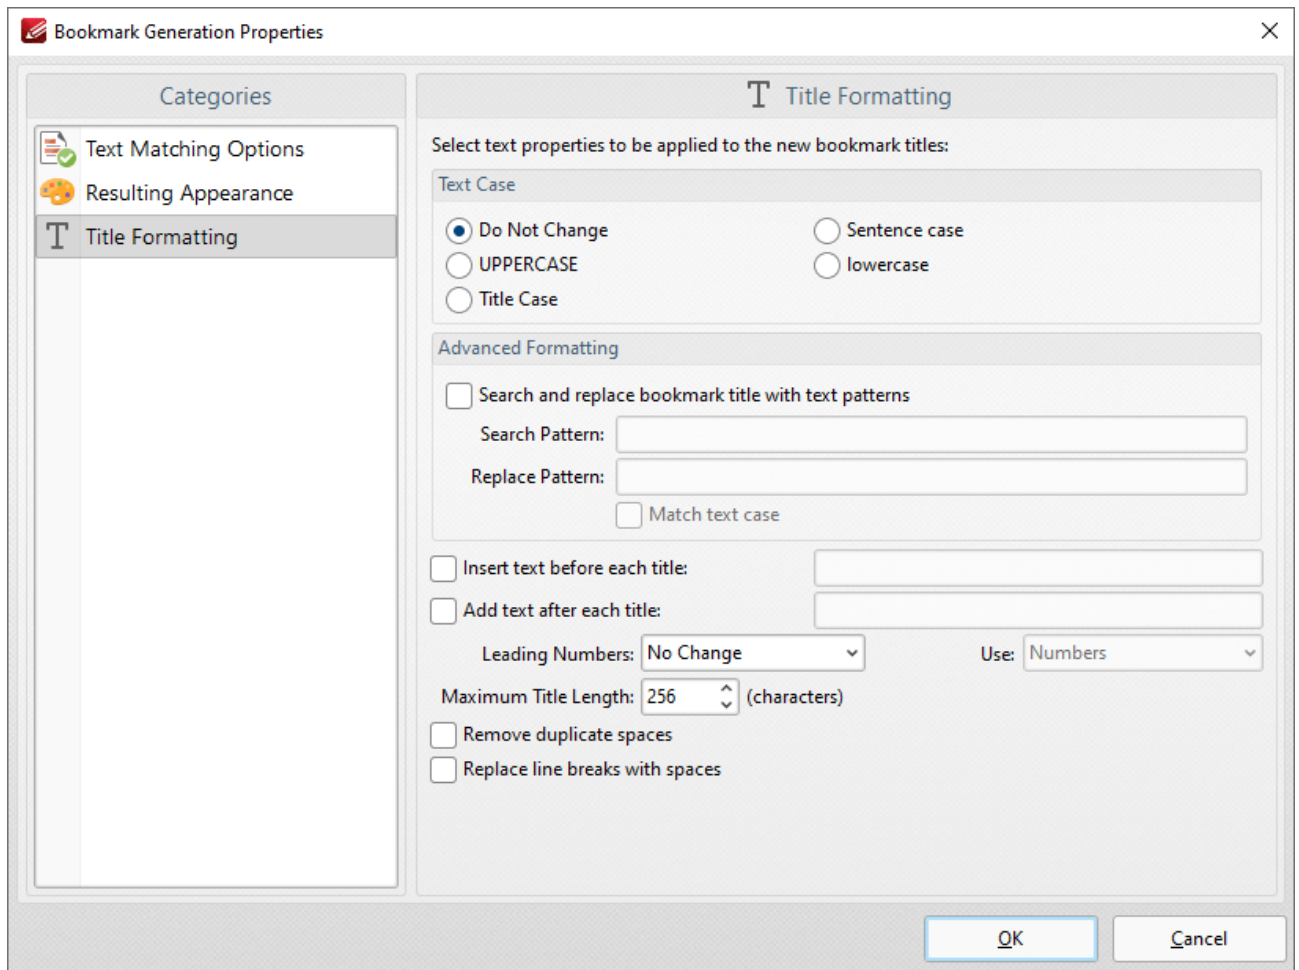 Bookmark Generation Properties
Categories
Text Matching Options
Resulting Appearance
Title Formatting
Title Formatting
Select text properties to be applied to the new bookmark titles:
Text Case
Do Not Change
Sentence case
UPPERCASE
lowercase
Title Case
Advanced Formatting
Search and replace bookmark title with text patterns
Search Pattern:
Replace Pattern:
Match text case
Insert text before each title:
Add text after each title:
Leading Numbers: No Change Use: Numbers
Maximum Title Length: 256 (characters)
Remove duplicate spaces
Replace line breaks with spaces
OK Cancel